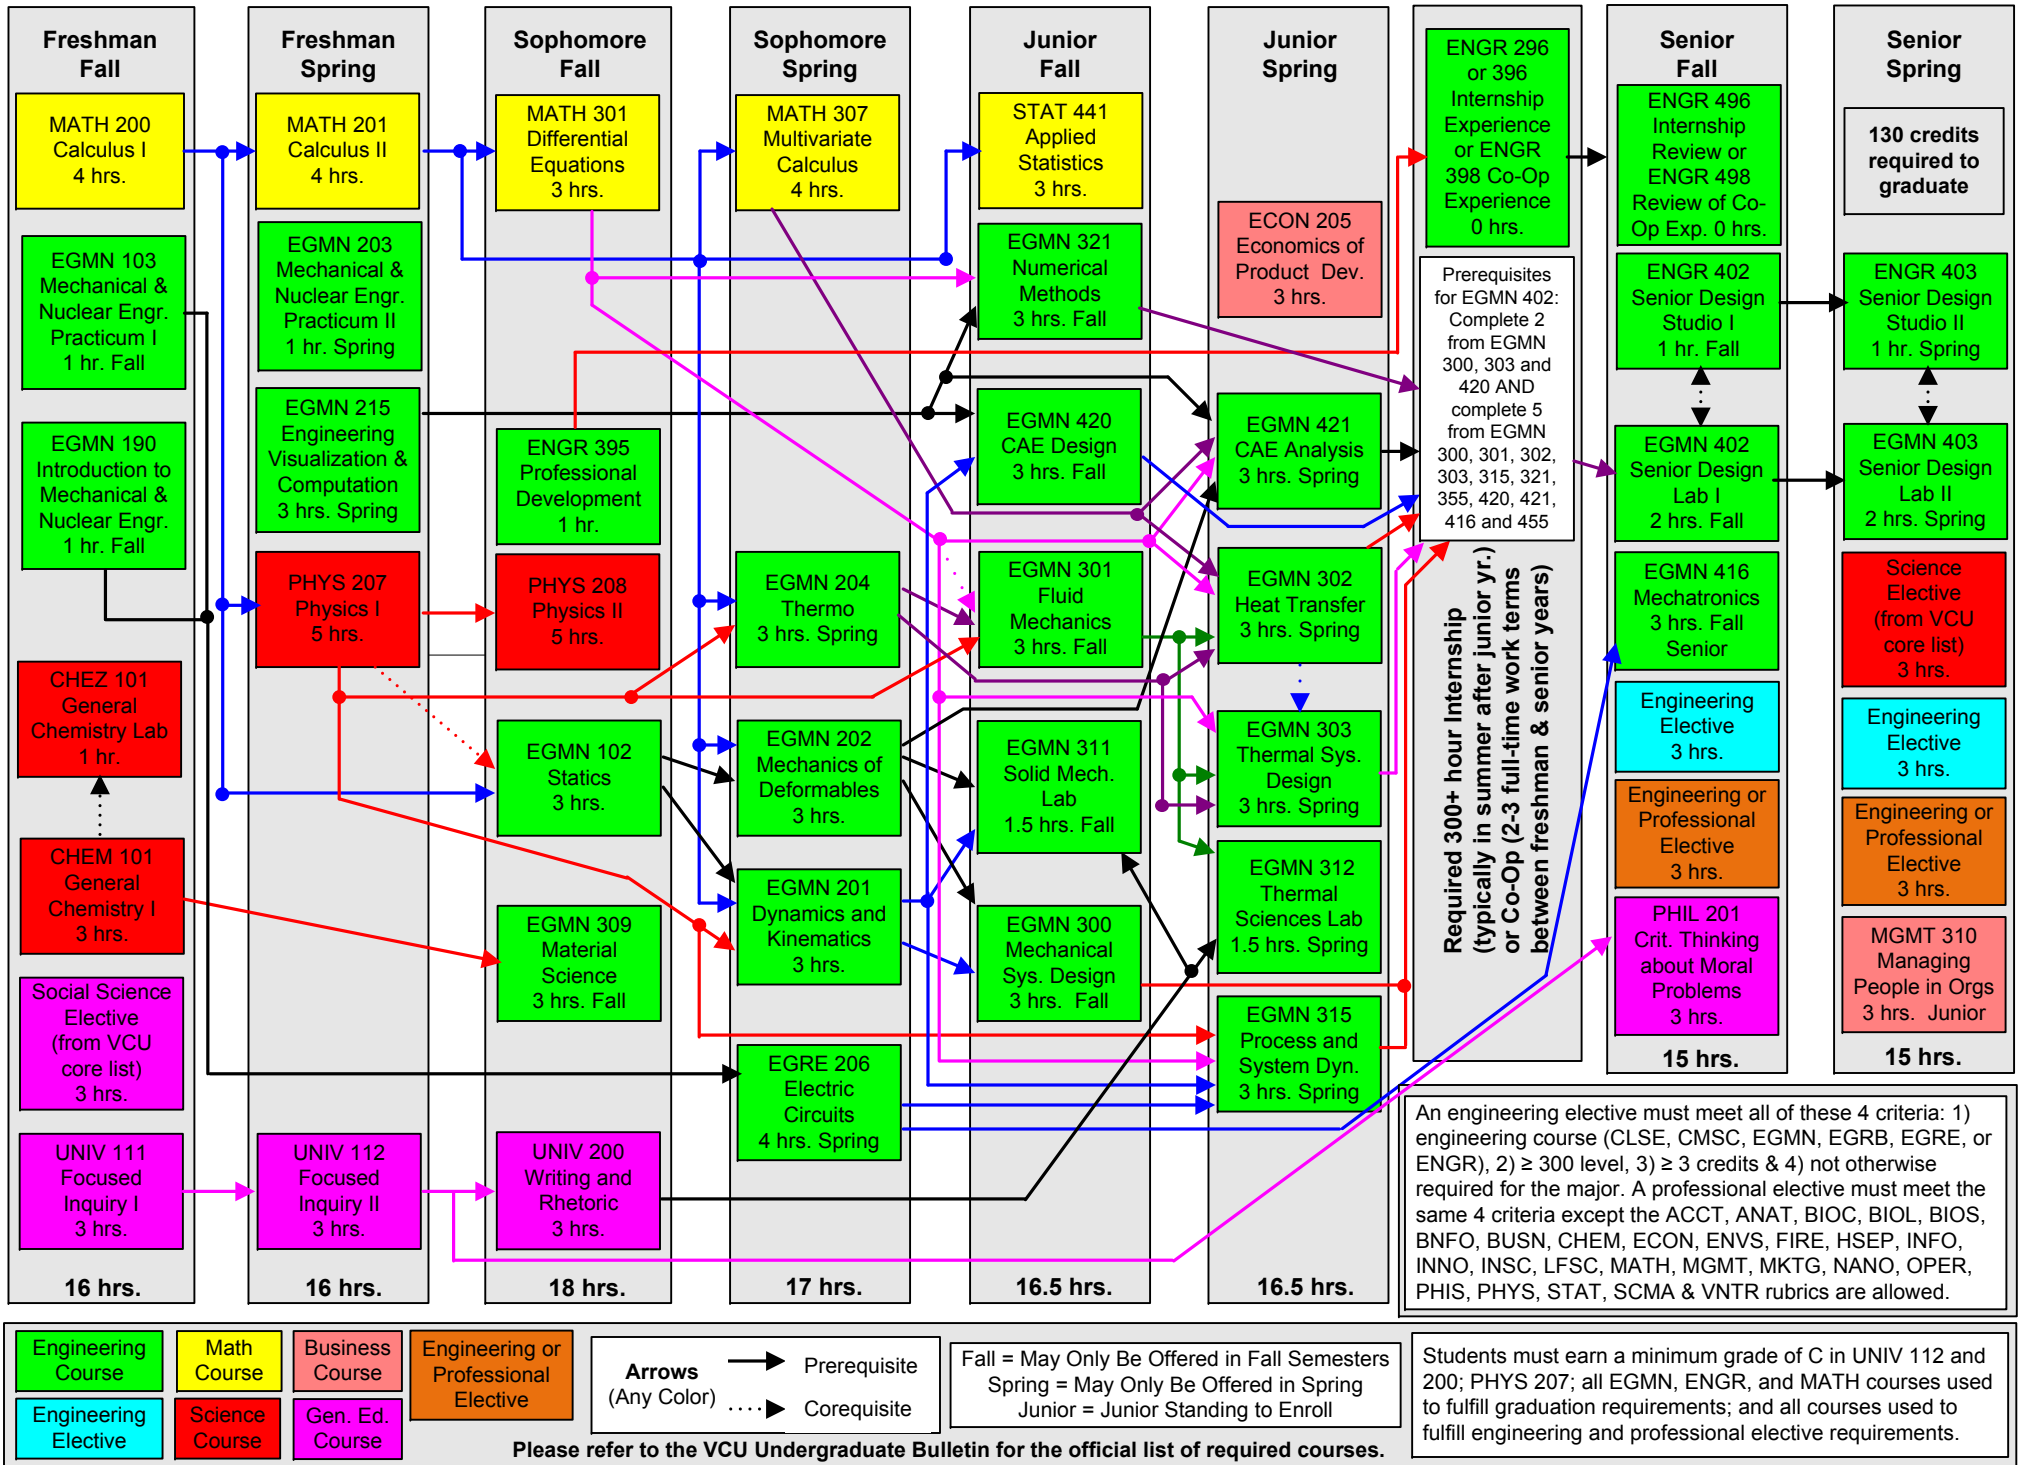 Freshman
Fall
MATH 200
Calculus I
4 hrs.
EGMN 103
Mechanical &
Nuclear Engr.
Practicum I
1 hr. Fall
EGMN 190
Introduction to
Mechanical &
Nuclear Engr.
1 hr. Fall
CHEZ 101
General
Chemistry Lab
1 hr.
CHEM 101
General
Chemistry I
3 hrs.
Social Science
Elective
(from VCU
core list)
3 hrs.
UNIV 111
Focused
Inquiry I
3 hrs.
16 hrs.
Freshman
Spring
MATH 201
Calculus II
4 hrs.
EGMN 203
Mechanical &
Nuclear Engr.
Practicum II
1 hr. Spring
EGMN 215
Engineering
Visualization &
Computation
3 hrs. Spring
PHYS 207
Physics I
5 hrs.
UNIV 112
Focused
Inquiry II
3 hrs.
16 hrs.
Sophomore
Fall
MATH 301
Differential
Equations
3 hrs.
ENGR 395
Professional
Development
1 hr.
PHYS 208
Physics II
5 hrs.
EGMN 102
Statics
3 hrs.
EGMN 309
Material
Science
3 hrs. Fall
UNIV 200
Writing and
Rhetoric
3 hrs.
18 hrs.
Sophomore
Spring
MATH 307
Multivariate
Calculus
4 hrs.
EGMN 204
Thermo
3 hrs. Spring
EGMN 202
Mechanics of
Deformables
3 hrs.
EGMN 201
Dynamics and
Kinematics
3 hrs.
EGRE 206
Electric
Circuits
4 hrs. Spring
17 hrs.
Junior
Fall
STAT 441
Applied
Statistics
3 hrs.
EGMN 321
Numerical
Methods
3 hrs. Fall
EGMN 420
CAE Design
3 hrs. Fall
EGMN 301
Fluid
Mechanics
3 hrs. Fall
EGMN 311
Solid Mech.
Lab
1.5 hrs. Fall
EGMN 300
Mechanical
Sys. Design
3 hrs. Fall
16.5 hrs.
Junior
Spring
ECON 205
Economics of
Product Dev.
3 hrs.
EGMN 421
CAE Analysis
3 hrs. Spring
EGMN 302
Heat Transfer
3 hrs. Spring
EGMN 303
Thermal Sys.
Design
3 hrs. Spring
EGMN 312
Thermal
Sciences Lab
1.5 hrs. Spring
EGMN 315
Process and
System Dyn.
3 hrs. Spring
16.5 hrs.
ENGR 296
or 396
Internship
Experience
or ENGR
398 Co-Op
Experience
0 hrs.
Prerequisites
for EGMN 402:
Complete 2
from EGMN
300, 303 and
420 AND
complete 5
from EGMN
300, 301, 302,
303, 315, 321,
355, 420, 421,
416 and 455
Required 300+ hour Internship
(typically in summer after junior yr.)
or Co-Op (2-3 full-time work terms
between freshman & senior years)
Senior
Fall
ENGR 496
Internship
Review or
ENGR 498
Review of Co-
Op Exp. 0 hrs.
ENGR 402
Senior Design
Studio I
1 hr. Fall
EGMN 402
Senior Design
Lab I
2 hrs. Fall
EGMN 416
Mechatronics
3 hrs. Fall
Senior
Engineering
Elective
3 hrs.
Engineering or
Professional
Elective
3 hrs.
PHIL 201
Crit. Thinking
about Moral
Problems
3 hrs.
15 hrs.
Senior
Spring
130 credits
required to
graduate
ENGR 403
Senior Design
Studio II
1 hr. Spring
EGMN 403
Senior Design
Lab II
2 hrs. Spring
Science
Elective
(from VCU
core list)
3 hrs.
Engineering
Elective
3 hrs.
Engineering or
Professional
Elective
3 hrs.
MGMT 310
Managing
People in Orgs
3 hrs. Junior
15 hrs.
An engineering elective must meet all of these 4 criteria: 1)
engineering course (CLSE, CMSC, EGMN, EGRB, EGRE, or
ENGR), 2) ≥ 300 level, 3) ≥ 3 credits & 4) not otherwise
required for the major. A professional elective must meet the
same 4 criteria except the ACCT, ANAT, BIOC, BIOL, BIOS,
BNFO, BUSN, CHEM, ECON, ENVS, FIRE, HSEP, INFO,
INNO, INSC, LFSC, MATH, MGMT, MKTG, NANO, OPER,
PHIS, PHYS, STAT, SCMA & VNTR rubrics are allowed.
Engineering
Course
Math
Course
Business
Course
Engineering or
Professional
Elective
Engineering
Elective
Science
Course
Gen. Ed.
Course
Arrows
(Any Color)
Prerequisite
Corequisite
Fall = May Only Be Offered in Fall Semesters
Spring = May Only Be Offered in Spring
Junior = Junior Standing to Enroll
Students must earn a minimum grade of C in UNIV 112 and
200; PHYS 207; all EGMN, ENGR, and MATH courses used
to fulfill graduation requirements; and all courses used to
fulfill engineering and professional elective requirements.
Please refer to the VCU Undergraduate Bulletin for the official list of required courses.